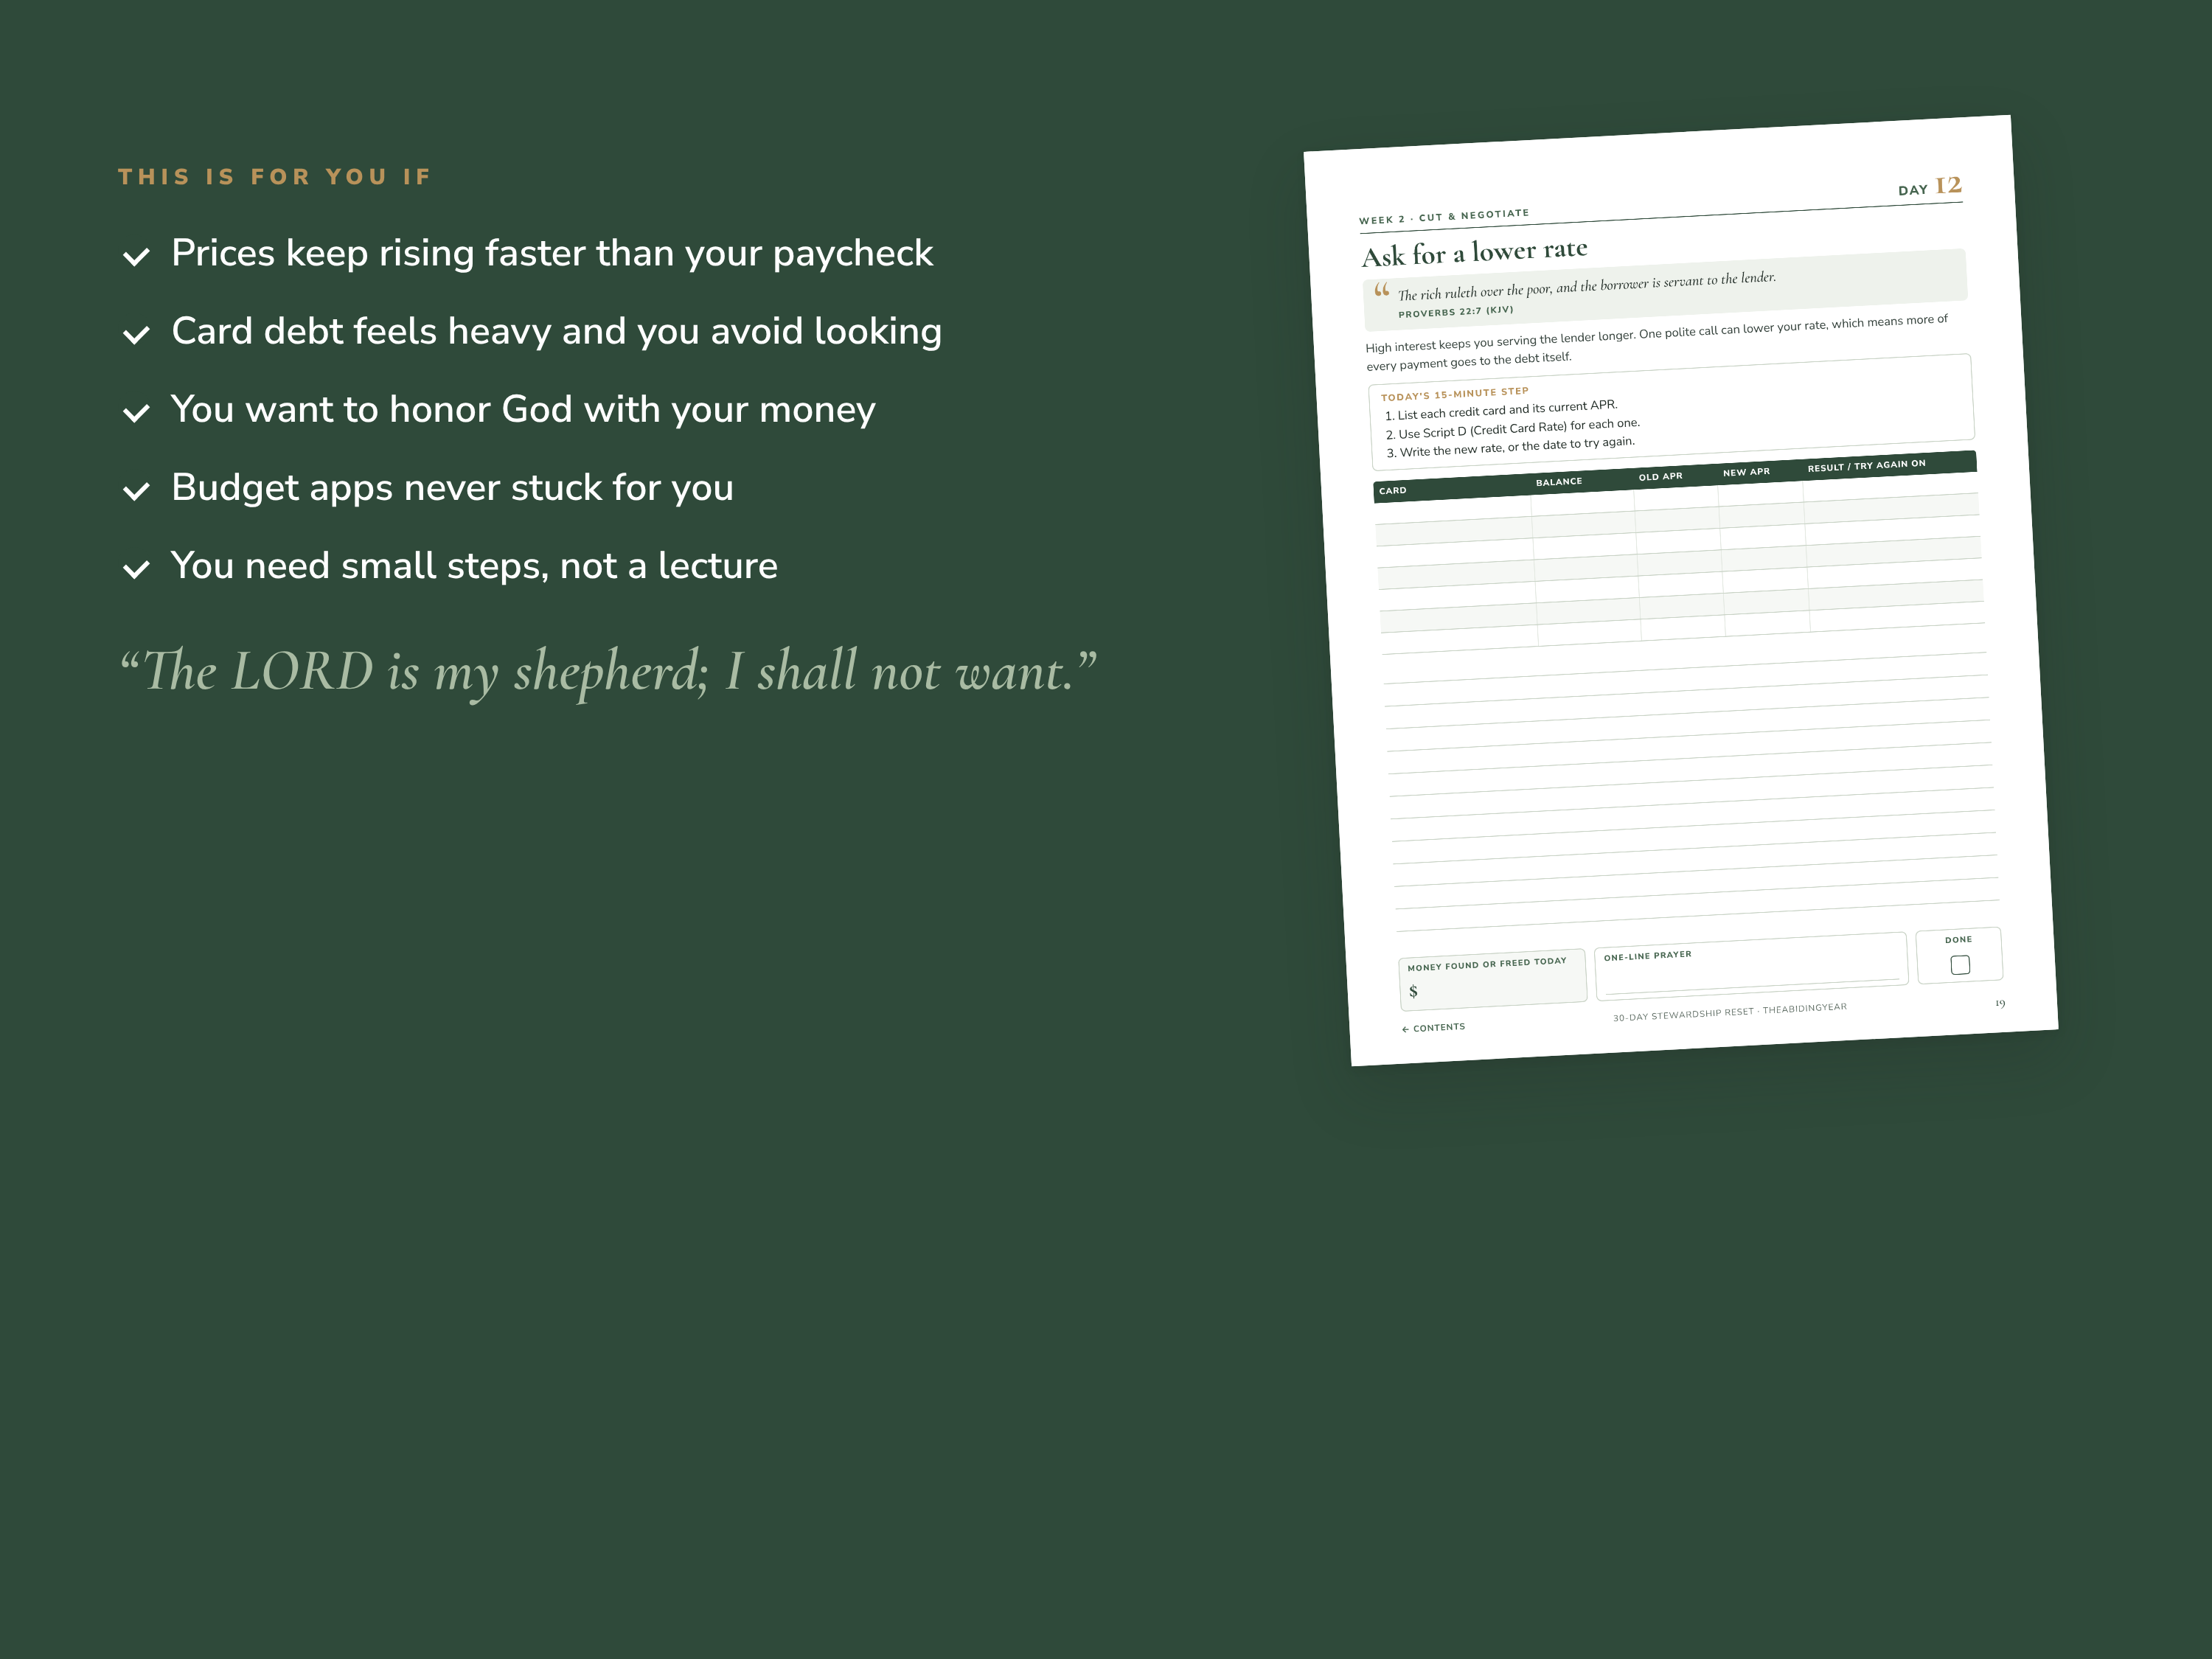 THIS IS FOR YOU IF
Prices keep rising faster than your paycheck
Card debt feels heavy and you avoid looking
You want to honor God with your money
Budget apps never stuck for you
You need small steps, not a lecture
“The LORD is my shepherd; I shall not want.”
WEEK 2 · CUT & NEGOTIATE
DAY 12
Ask for a lower rate
“ The rich ruleth over the poor, and the borrower is servant to the lender.
PROVERBS 22:7 (KJV)
High interest keeps you serving the lender longer. One polite call can lower your rate, which means more of
every payment goes to the debt itself.
TODAY'S 15-MINUTE STEP
1. List each credit card and its current APR.
2. Use Script D (Credit Card Rate) for each one.
3. Write the new rate, or the date to try again.
CARD BALANCE OLD APR NEW APR RESULT / TRY AGAIN ON
MONEY FOUND OR FREED TODAY
$
ONE-LINE PRAYER
DONE
← CONTENTS
30-DAY STEWARDSHIP RESET · THEABIDINGYEAR
19